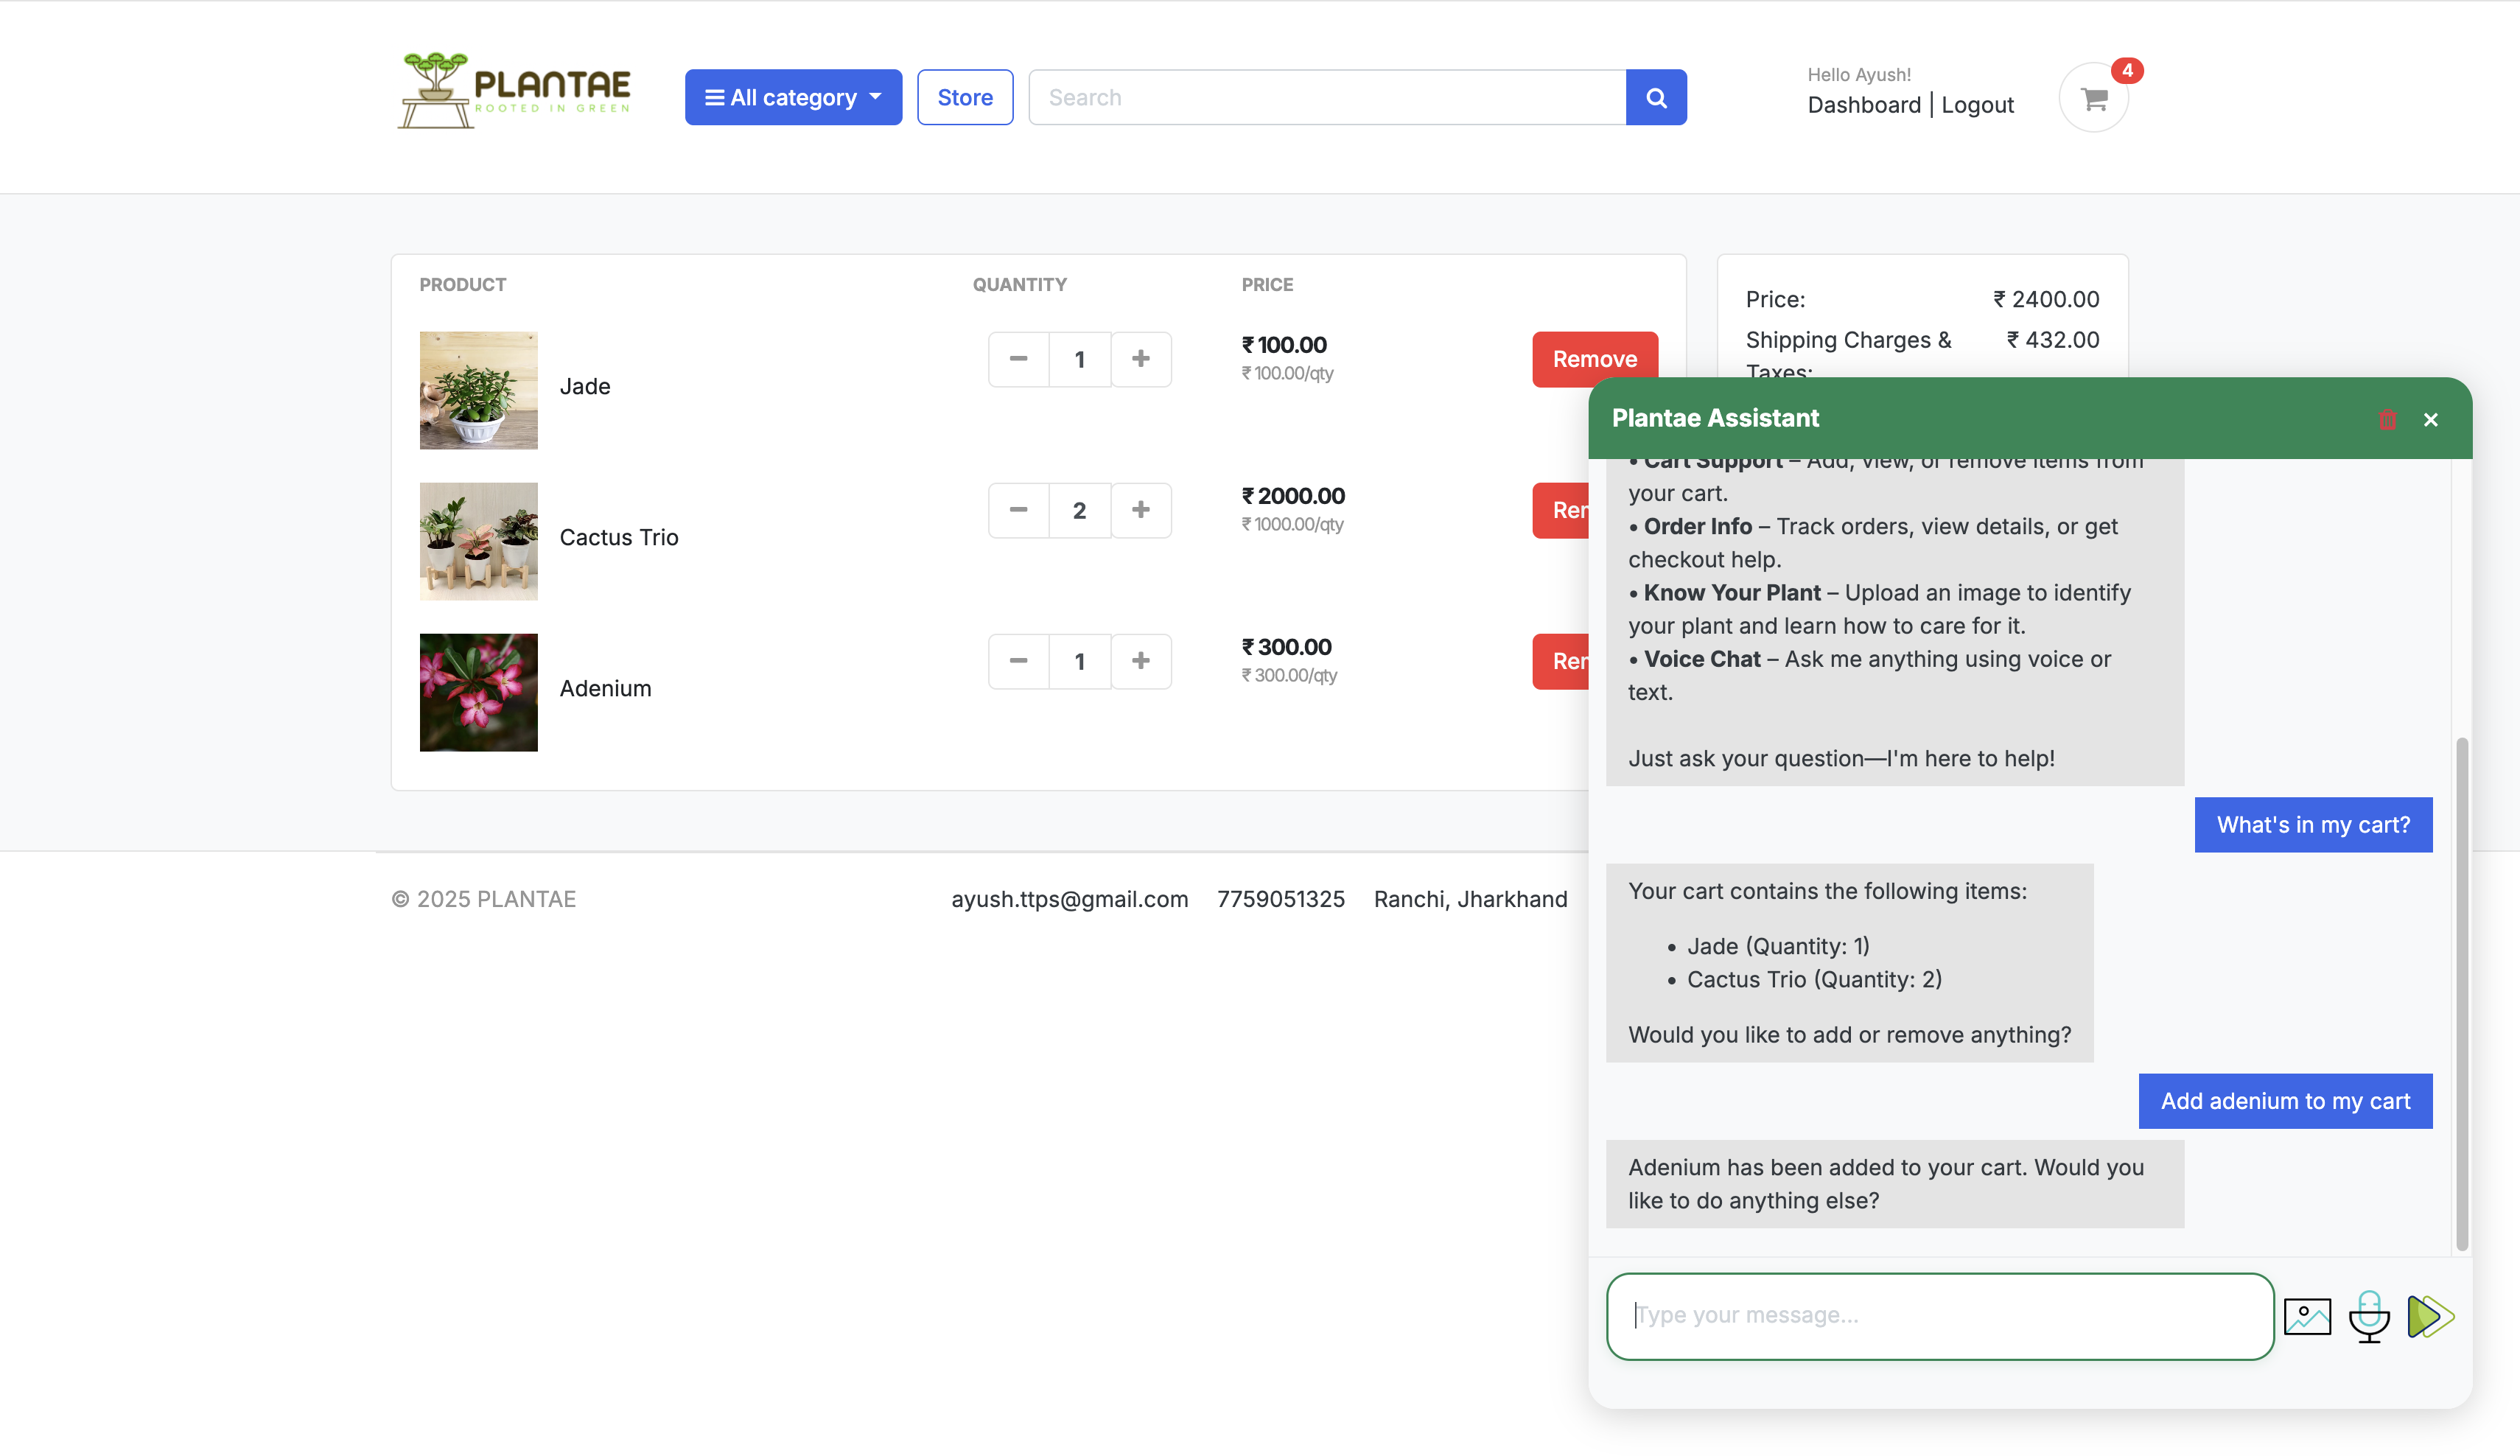 PLANTAE
ROOTED IN GREEN
All category
Store
Search
Hello Ayush!
Dashboard | Logout
4
PRODUCT QUANTITY PRICE
Jade
1
₹ 100.00
₹ 100.00/qty
Remove
Cactus Trio
2
₹ 2000.00
₹ 1000.00/qty
Rer
Adenium
1
₹ 300.00
₹ 300.00/qty
Rer
Price: ₹ 2400.00
Shipping Charges & ₹ 432.00
Taxes:
© 2025 PLANTAE
ayush.ttps@gmail.com 7759051325 Ranchi, Jharkhand
Plantae Assistant
• Cart Support – Add, view, or remove items from
your cart.
• Order Info – Track orders, view details, or get
checkout help.
• Know Your Plant – Upload an image to identify
your plant and learn how to care for it.
• Voice Chat – Ask me anything using voice or
text.
Just ask your question—I'm here to help!
What's in my cart?
Your cart contains the following items:
• Jade (Quantity: 1)
• Cactus Trio (Quantity: 2)
Would you like to add or remove anything?
Add adenium to my cart
Adenium has been added to your cart. Would you
like to do anything else?
Type your message...